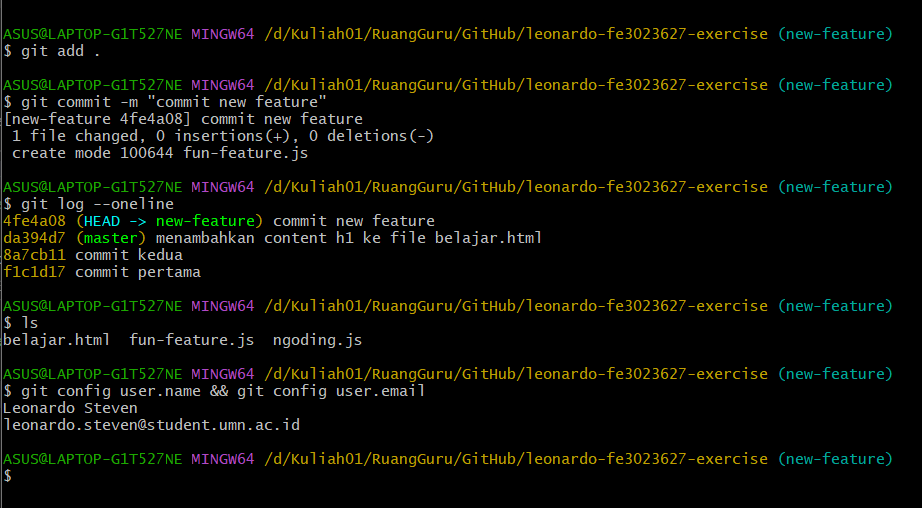 ASUS@LAPTOP-G1T527NE MINGW64 /d/Kuliah01/RuangGuru/GitHub/leonardo-fe3023627-exercise (new-feature)
$ git add .
ASUS@LAPTOP-G1T527NE MINGW64 /d/Kuliah01/RuangGuru/GitHub/leonardo-fe3023627-exercise (new-feature)
$ git commit -m "commit new feature"
[new-feature 4fe4a08] commit new feature
 1 file changed, 0 insertions(+), 0 deletions(-)
 create mode 100644 fun-feature.js
ASUS@LAPTOP-G1T527NE MINGW64 /d/Kuliah01/RuangGuru/GitHub/leonardo-fe3023627-exercise (new-feature)
$ git log --oneline
4fe4a08 (HEAD -> new-feature) commit new feature
da394d7 (master) menambahkan content h1 ke file belajar.html
8a7cb11 commit kedua
f1c1d17 commit pertama
ASUS@LAPTOP-G1T527NE MINGW64 /d/Kuliah01/RuangGuru/GitHub/leonardo-fe3023627-exercise (new-feature)
$ ls
belajar.html  fun-feature.js  ngoding.js
ASUS@LAPTOP-G1T527NE MINGW64 /d/Kuliah01/RuangGuru/GitHub/leonardo-fe3023627-exercise (new-feature)
$ git config user.name && git config user.email
Leonardo Steven
leonardo.steven@student.umn.ac.id
ASUS@LAPTOP-G1T527NE MINGW64 /d/Kuliah01/RuangGuru/GitHub/leonardo-fe3023627-exercise (new-feature)
$